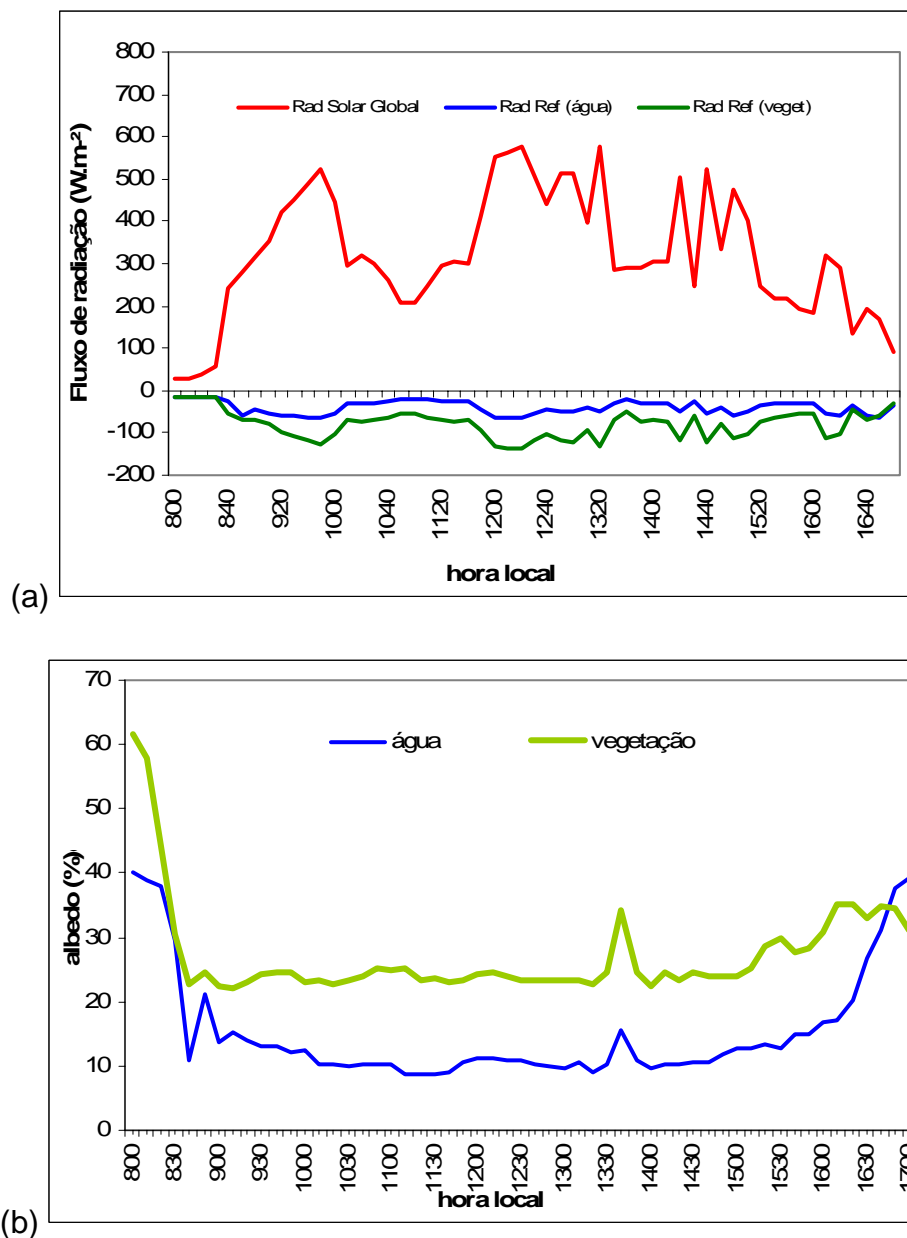 800
700
600
500
400
300
200
100
0
-100
-200
Fluxo de radiação (W.m-²)
Rad Solar Global Rad Ref (água) Rad Ref (veget)
800 840 920 1000 1040 1120 1200 1240 1320 1400 1440 1520 1600 1640
hora local
(a)
70
60
50
40
30
20
10
0
albedo (%)
água vegetação
800 830 930 1000 1030 1100 1130 1200 1230 1300 1330 1400 1430 1500 1530 1600 1630 1700
hora local
(b)